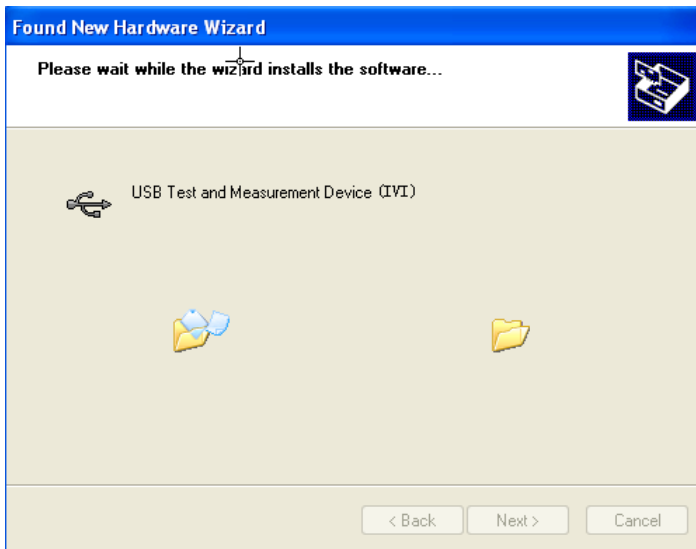 Found New Hardware Wizard
Please wait while the wizard installs the software...
USB Test and Measurement Device (IVI)
< Back Next > Cancel